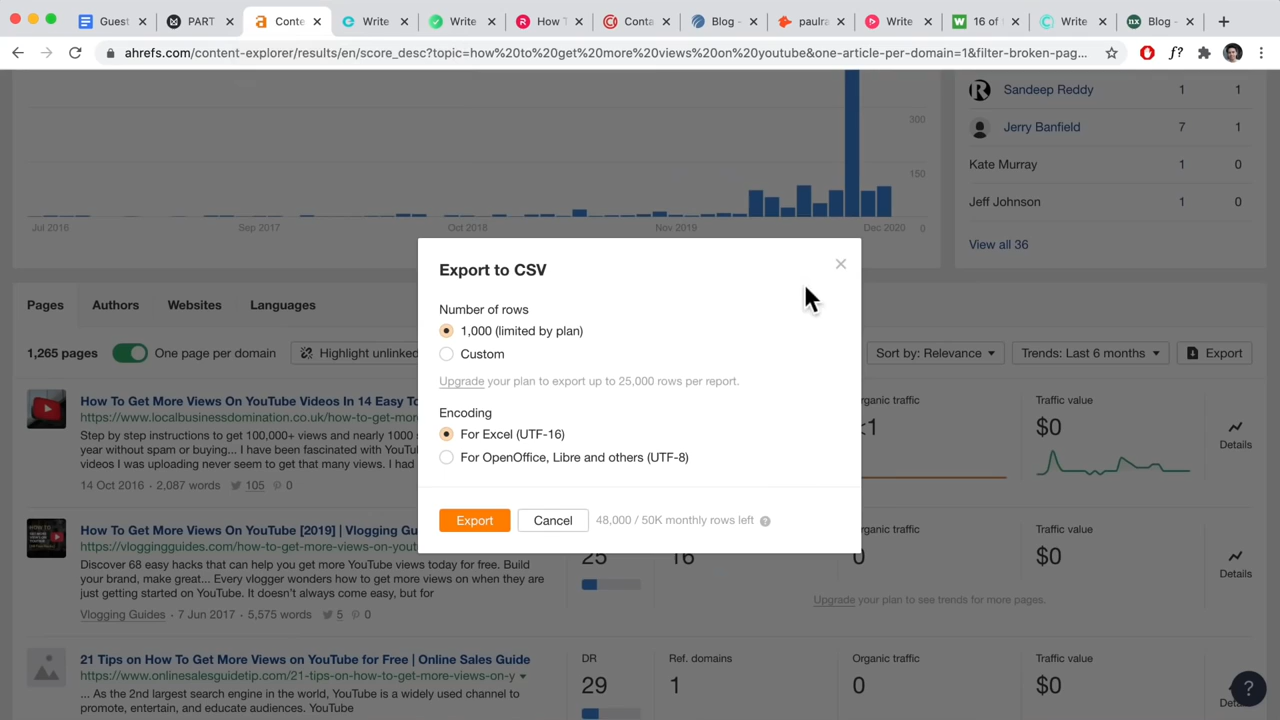 Guest
PART
Conte
Write
Write
How T
Conta
Blog -
paulra
Write
16 of
Write
Blog -
ahrefs.com/content-explorer/results/en/score_desc?topic=how%20to%20get%20more%20views%20on%20youtube&one-article-per-domain=1&filter-broken-pag...
f?
300
150
0
Jul 2016
Sep 2017
Oct 2018
Nov 2019
Dec 2020
Sandeep Reddy 1 1
Jerry Banfield 7 1
Kate Murray 1 0
Jeff Johnson 1 0
View all 36
Export to CSV
Number of rows
1,000 (limited by plan)
Custom
Upgrade your plan to export up to 25,000 rows per report.
Encoding
For Excel (UTF-16)
For OpenOffice, Libre and others (UTF-8)
Export
Cancel
48,000 / 50K monthly rows left ?
Pages Authors Websites Languages
1,265 pages One page per domain Highlight unlinked
Sort by: Relevance
Trends: Last 6 months
Export
How To Get More Views On YouTube Videos In 14 Easy To
https://www.localbusinessdomination.co.uk/how-to-get-mor
Step by step instructions to get 100,000+ views and nearly 1000 s
year without spam or buying... I have been fascinated with YouTu
videos I was uploading never seem to get that many views. I had
14 Oct 2016 · 2,087 words 105 0
rganic traffic
<1
Traffic value
$0
Details
How To Get More Views On YouTube [2019] | Vlogging Gu
https://vloggingguides.com/how-to-get-more-views-on-yout
Discover 68 easy hacks that can help you get more YouTube views today for free. Build
your brand, make great... Every vlogger wonders how to get more views on when they are
just getting started on YouTube. It doesn't always come easy, but for
Vlogging Guides · 7 Jun 2017 · 5,575 words 5 0
25
16
rganic traffic
0
Traffic value
$0
Details
Upgrade your plan to see trends for more pages.
21 Tips on How To Get More Views on YouTube for Free | Online Sales Guide
https://www.onlinesalesguidetip.com/21-tips-on-how-to-get-more-views-on-y
... As the 2nd largest search engine in the world, YouTube is a widely used channel to
promote, entertain, and educate audiences. YouTube
DR
29
Ref. domains
1
Organic traffic
0
Traffic value
$0
Deta
?